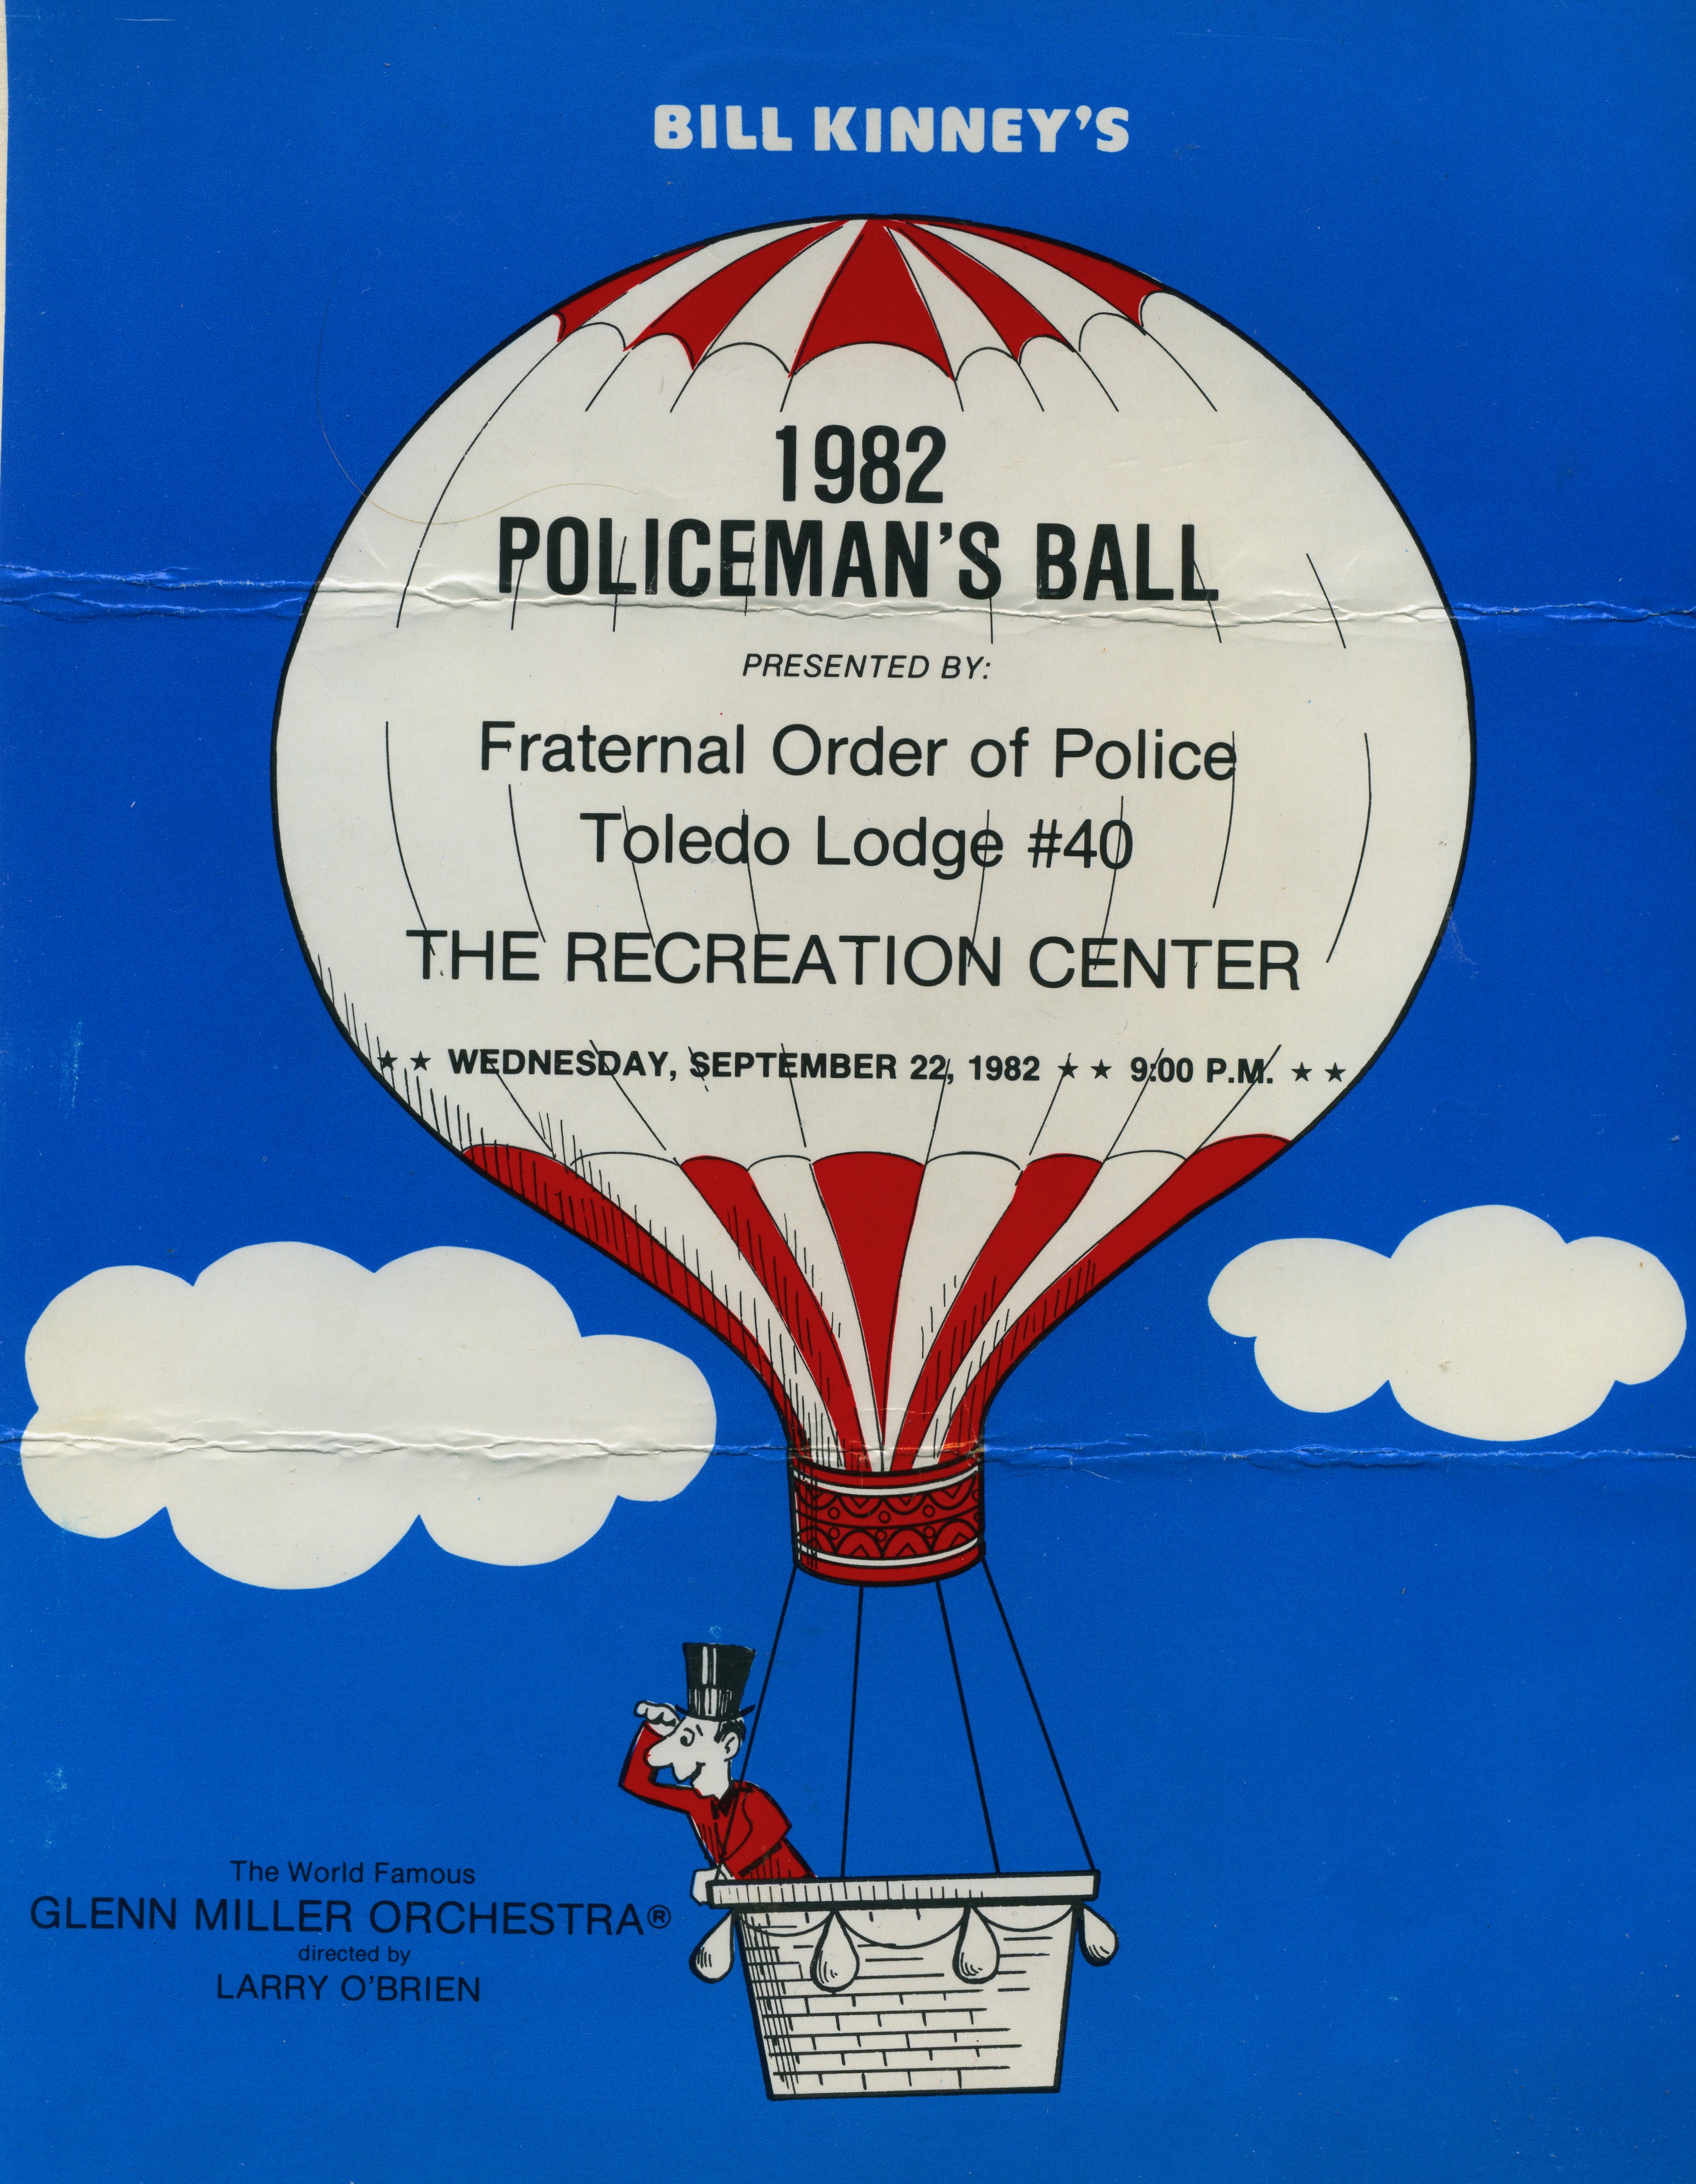 BILL KINNEY'S
1982
POLICEMAN'S BALL
PRESENTED BY:
Fraternal Order of Police
Toledo Lodge #40
THE RECREATION CENTER
★ ★ WEDNESDAY, SEPTEMBER 22, 1982 ★ ★ 9:00 P.M. ★ ★
The World Famous
GLENN MILLER ORCHESTRA®
directed by
LARRY O'BRIEN